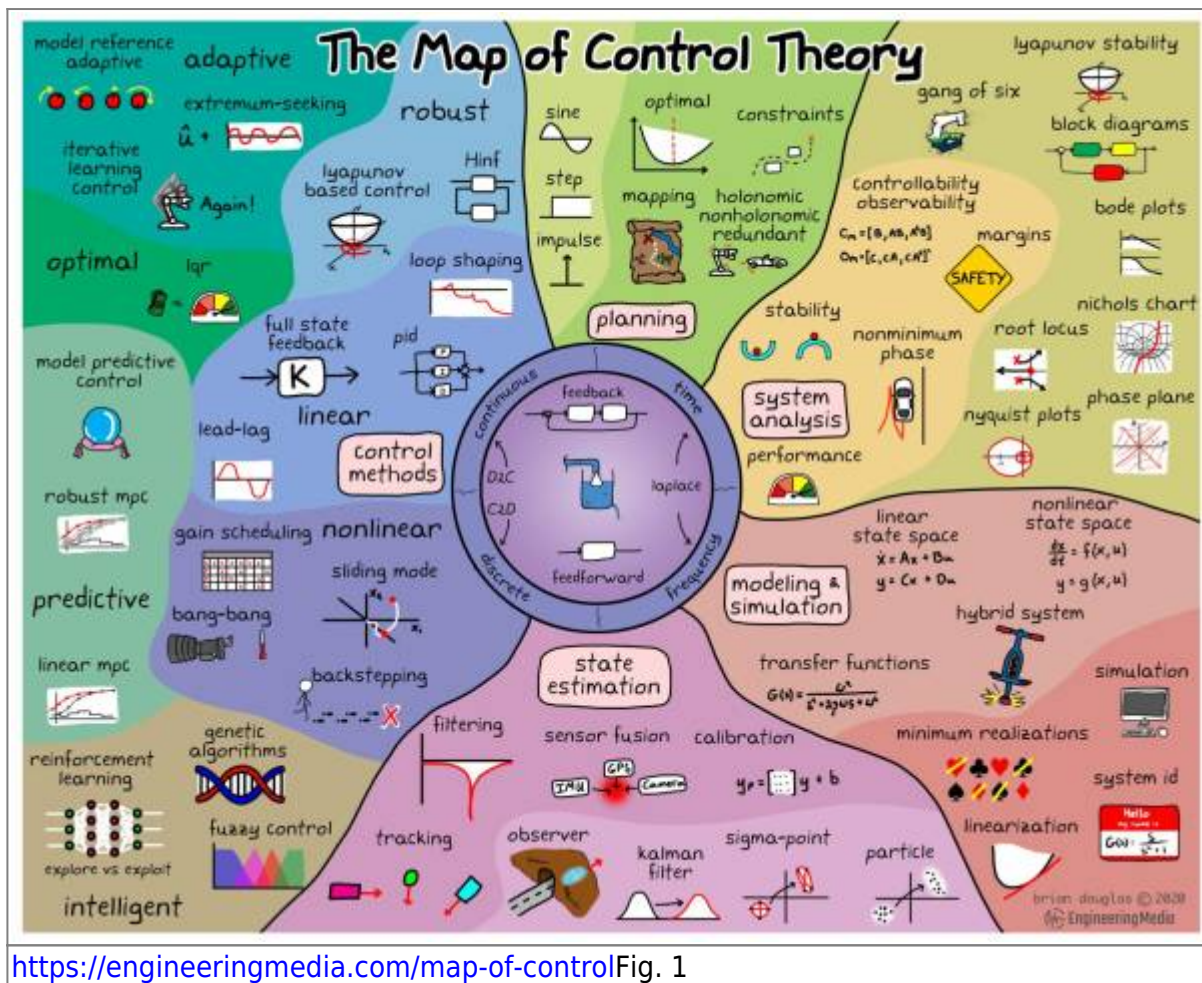 The Map of Control Theory
model reference
adaptive
adaptive
extremum-seeking
û +
iterative
learning
control
Again!
optimal
lqr
robust
lyapunov
based control
Hinf
loop shaping
full state
feedback
K
pid
P
I
D
linear
lead-lag
control
methods
model predictive
control
robust mpc
predictive
linear mpc
gain scheduling
nonlinear
sliding mode
bang-bang
backstepping
X
reinforcement
learning
explore vs exploit
genetic
algorithms
fuzzy control
intelligent
sine
step
impulse
optimal
constraints
mapping
holonomic
nonholonomic
redundant
planning
continuous
time
discrete
frequency
feedback
D2C
C2D
laplace
feedforward
lyapunov stability
gang of six
block diagrams
controllability
observability
margins
SAFETY
bode plots
nichols chart
stability
nonminimum
phase
root locus
system
analysis
nyquist plots
phase plane
performance
linear
state space
ẋ = Ax + Bu
y = Cx + Du
nonlinear
state space
dx/dt = f(x, u)
y = g(x, u)
modeling &
simulation
hybrid system
transfer functions
simulation
minimum realizations
system id
Hello
linearization
state
estimation
filtering
sensor fusion
IMU
GPS
Camera
calibration
tracking
observer
kalman
filter
sigma-point
particle
brian douglas © 2020
EngineeringMedia
https://engineeringmedia.com/map-of-controlFig. 1